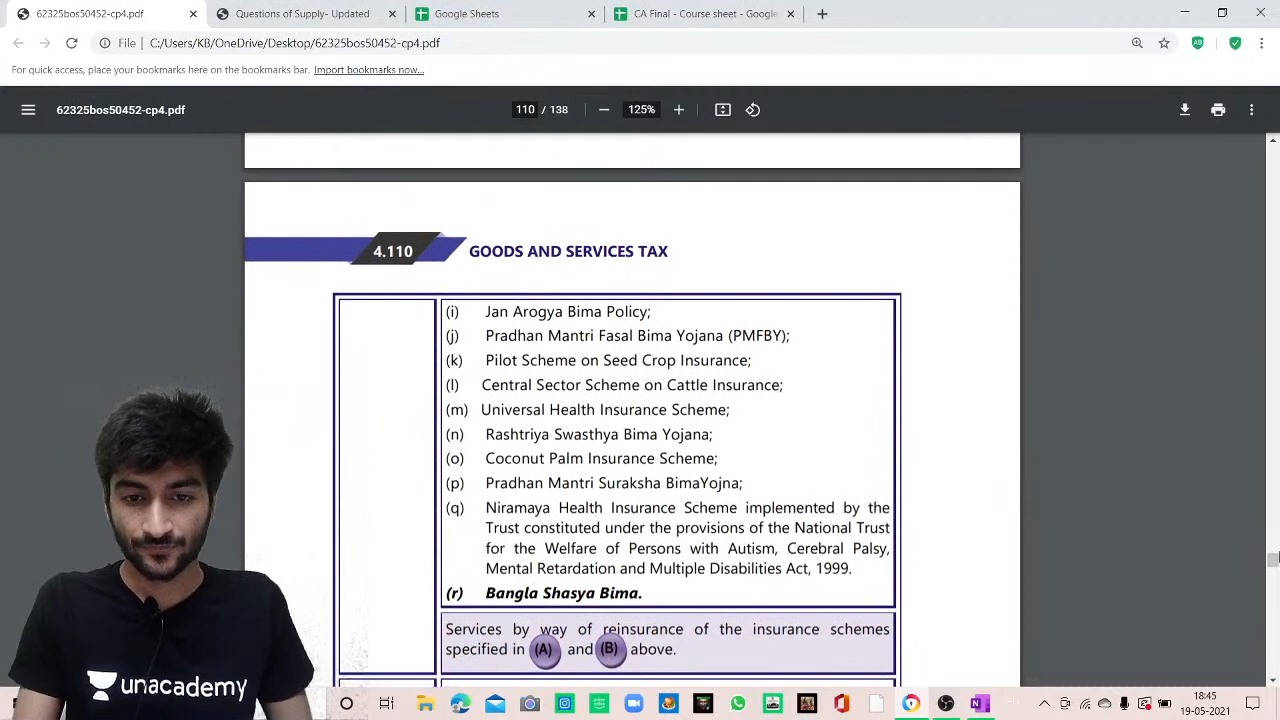 Questions of Supply- Updated
Google Sheets
CA Final - Course sheet - Google
File | C:/Users/KB/OneDrive/Desktop/62325bos50452-cp4.pdf
For quick access, place your bookmarks here on the bookmarks bar. Import bookmarks now...
62325bos50452-cp4.pdf
110 / 138
125%
4.110
GOODS AND SERVICES TAX
(i) Jan Arogya Bima Policy;
(j) Pradhan Mantri Fasal Bima Yojana (PMFBY);
(k) Pilot Scheme on Seed Crop Insurance;
(l) Central Sector Scheme on Cattle Insurance;
(m) Universal Health Insurance Scheme;
(n) Rashtriya Swasthya Bima Yojana;
(o) Coconut Palm Insurance Scheme;
(p) Pradhan Mantri Suraksha BimaYojna;
(q) Niramaya Health Insurance Scheme implemented by the
Trust constituted under the provisions of the National Trust
for the Welfare of Persons with Autism, Cerebral Palsy,
Mental Retardation and Multiple Disabilities Act, 1999.
(r) Bangla Shasya Bima.
Services by way of reinsurance of the insurance schemes
specified in (A) and (B) above.
unacademy
18:45
19-05-2021